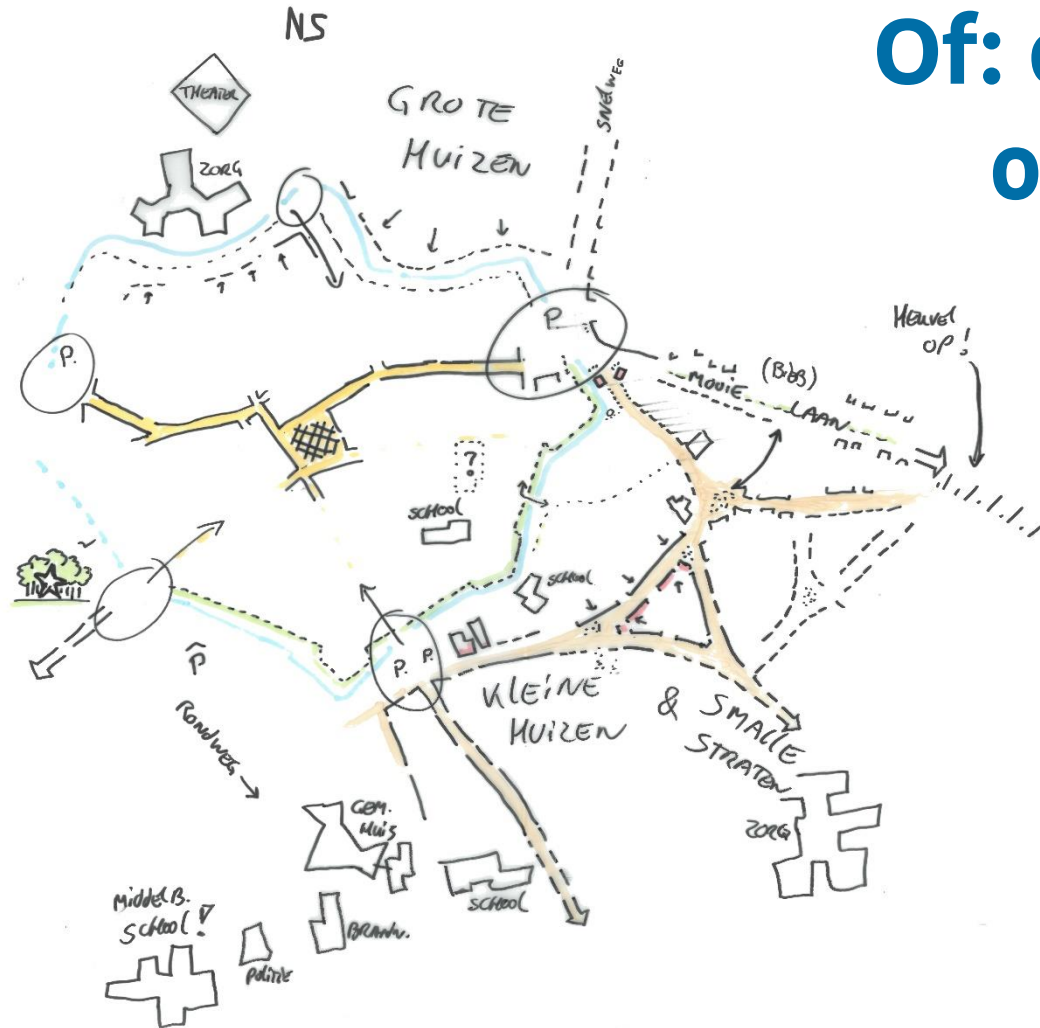 Of: 
NS
THEATER
GROTE
HUIZEN
SNELWEG
ZORG
HEUVEL
OP!
P.
P.
MOOIE (BIEB)
LAAN
?
SCHOOL
SCHOOL
P
P. P.
RONDWEG
KLEINE
HUIZEN
& SMALLE
STRATEN
ZORG
GEM.
HUIS
SCHOOL
MiddelB.
SCHOOL!
BRANDW.
POLITIE